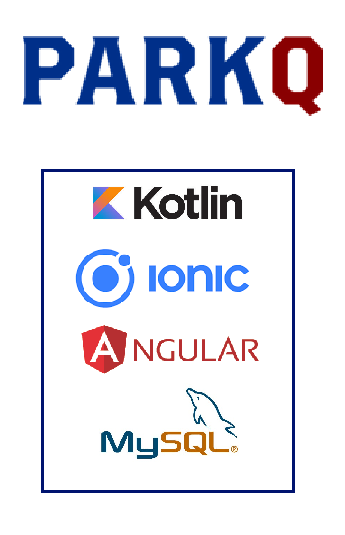 PARKQ
Kotlin
IONIC
ANGULAR
MySQL®